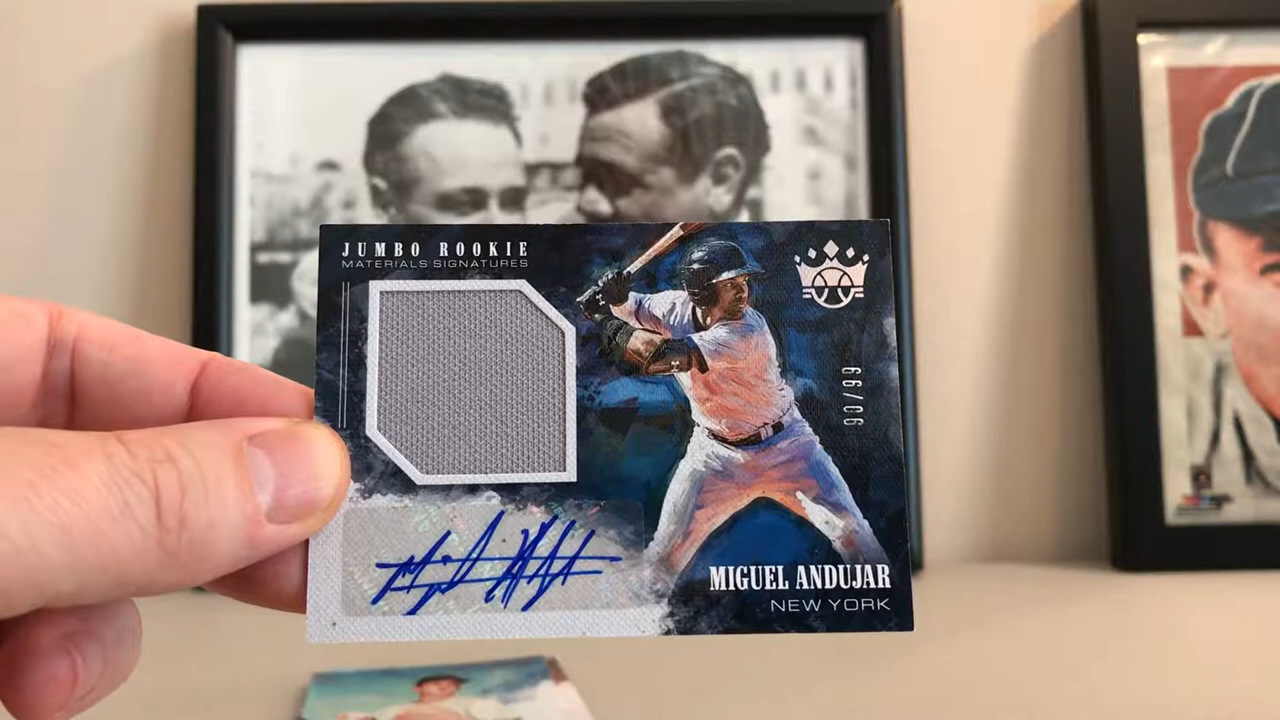 JUMBO ROOKIE
MATERIALS SIGNATURES
90/99
MIGUEL ANDUJAR
NEW YORK